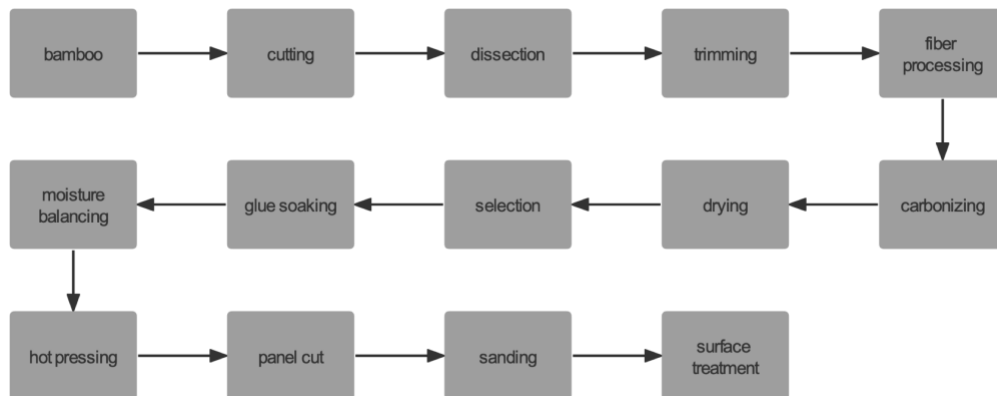 bamboo
cutting
dissection
trimming
fiber
processing
carbonizing
drying
selection
glue soaking
moisture
balancing
hot pressing
panel cut
sanding
surface
treatment